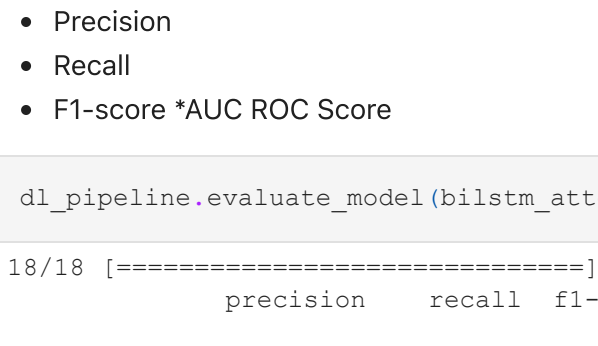 • Precision
• Recall
• F1-score *AUC ROC Score
dl_pipeline.evaluate_model(bilstm_att
18/18 [==============================]
precision recall f1-